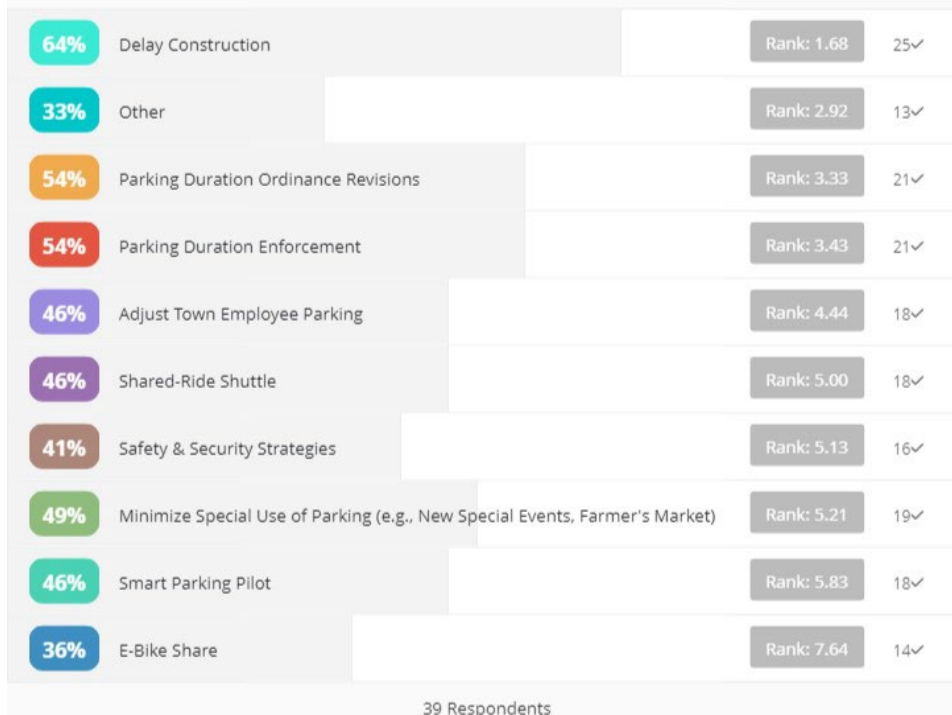 64% Delay Construction Rank: 1.68 25✓
33% Other Rank: 2.92 13✓
54% Parking Duration Ordinance Revisions Rank: 3.33 21✓
54% Parking Duration Enforcement Rank: 3.43 21✓
46% Adjust Town Employee Parking Rank: 4.44 18✓
46% Shared-Ride Shuttle Rank: 5.00 18✓
41% Safety & Security Strategies Rank: 5.13 16✓
49% Minimize Special Use of Parking (e.g., New Special Events, Farmer's Market) Rank: 5.21 19✓
46% Smart Parking Pilot Rank: 5.83 18✓
36% E-Bike Share Rank: 7.64 14✓
39 Respondents